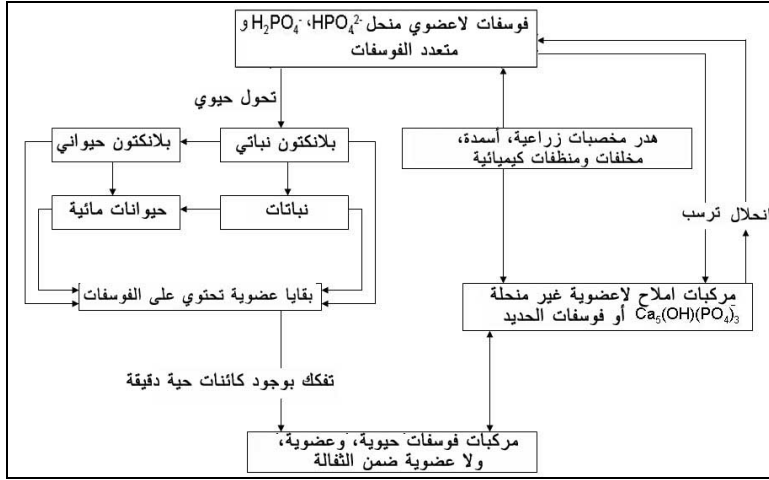 فوسفات لاعضوي منحل H₂PO₄⁻ ،HPO₄²⁻ و
متعدد الفوسفات
تحول حيوي
بلانكتون نباتي
بلانكتون حيواني
هدر مخصبات زراعية، أسمدة،
مخلفات ومنظفات كيميائية
نباتات
حيوانات مائية
انحلال
ترسب
بقايا عضوية تحتوي على الفوسفات
مركبات املاح لاعضوية غير منحلة
Ca₅(OH)(PO₄)₃ أو فوسفات الحديد
تفكك بوجود كائنات حية دقيقة
مركبات فوسفات حيوية، وعضوية،
ولا عضوية ضمن الثفالة